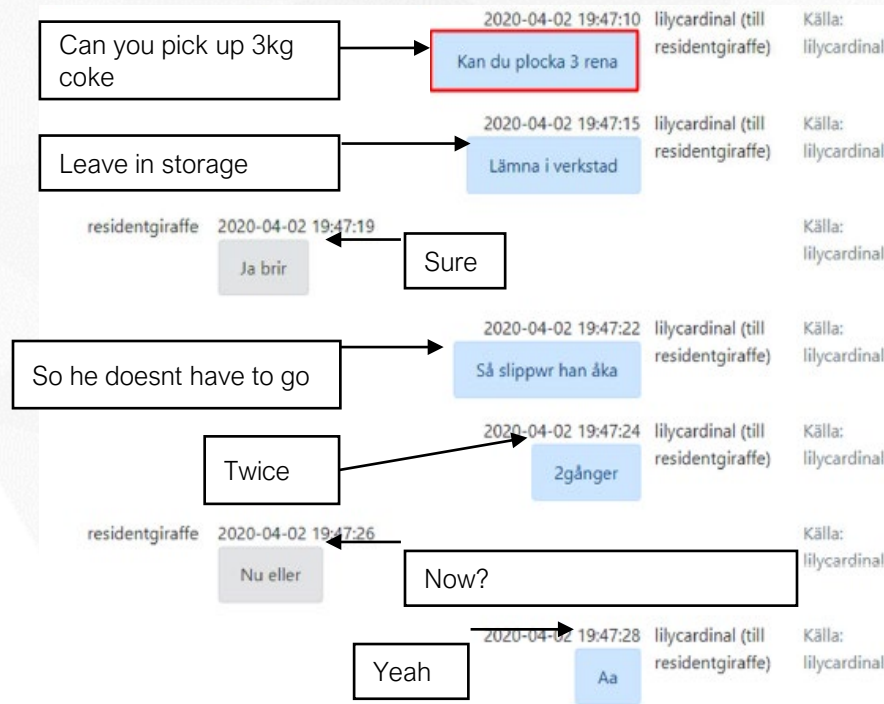 2020-04-02 19:47:10 lilycardinal (till Källa:
Can you pick up 3kg
coke
Kan du plocka 3 rena
residentgiraffe) lilycardinal
2020-04-02 19:47:15 lilycardinal (till Källa:
Leave in storage
Lämna i verkstad
residentgiraffe) lilycardinal
residentgiraffe 2020-04-02 19:47:19 Källa:
Ja brir
Sure
lilycardinal
2020-04-02 19:47:22 lilycardinal (till Källa:
So he doesnt have to go
Så slippwr han åka
residentgiraffe) lilycardinal
2020-04-02 19:47:24 lilycardinal (till Källa:
Twice
2gånger
residentgiraffe) lilycardinal
residentgiraffe 2020-04-02 19:47:26 Källa:
Nu eller
Now?
lilycardinal
2020-04-02 19:47:28 lilycardinal (till Källa:
Yeah
Aa
residentgiraffe) lilycardinal